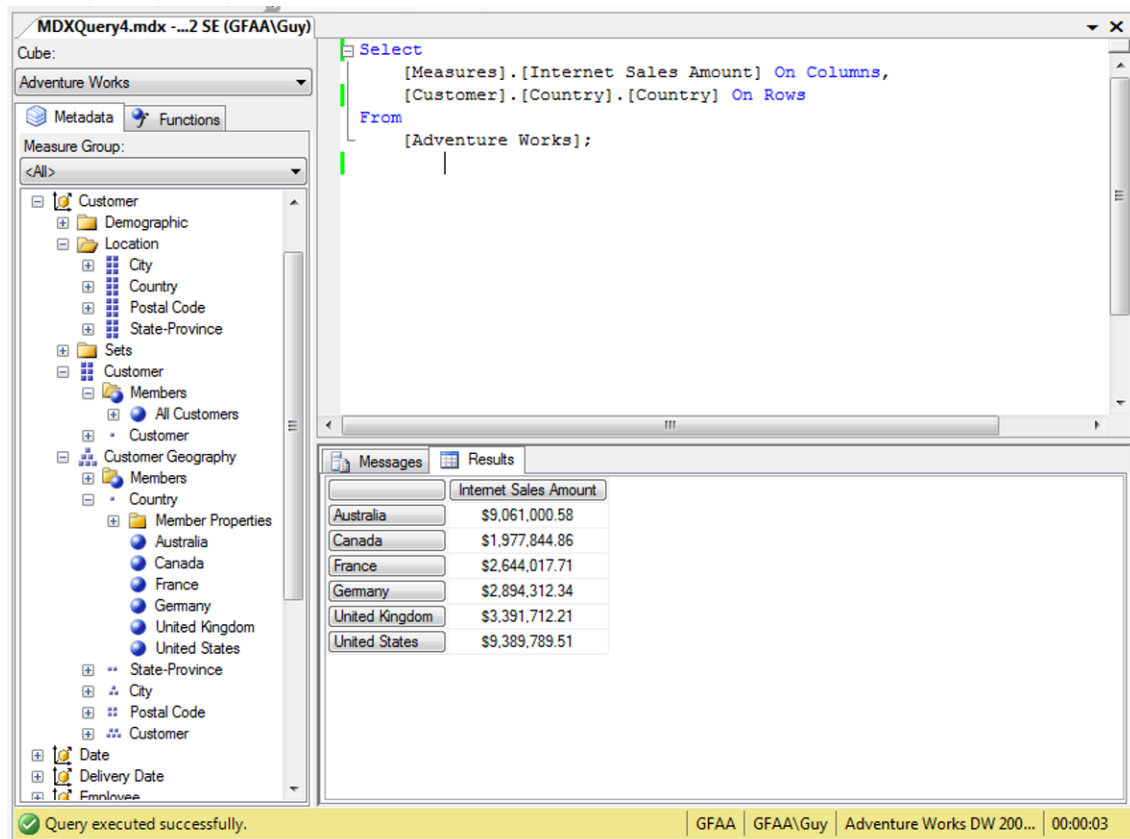 MDXQuery4.mdx -...2 SE (GFAA\Guy)
Cube:
Adventure Works
Metadata
Functions
Measure Group:
<All>
Customer
Demographic
Location
City
Country
Postal Code
State-Province
Sets
Customer
Members
All Customers
Customer
Customer Geography
Members
Country
Member Properties
Australia
Canada
France
Germany
United Kingdom
United States
State-Province
City
Postal Code
Customer
Date
Delivery Date
Employee
Select
[Measures].[Internet Sales Amount] On Columns,
[Customer].[Country].[Country] On Rows
From
[Adventure Works];
Messages
Results
Internet Sales Amount
Australia $9,061,000.58
Canada $1,977,844.86
France $2,644,017.71
Germany $2,894,312.34
United Kingdom $3,391,712.21
United States $9,389,789.51
Query executed successfully.
GFAA
GFAA\Guy
Adventure Works DW 200...
00:00:03